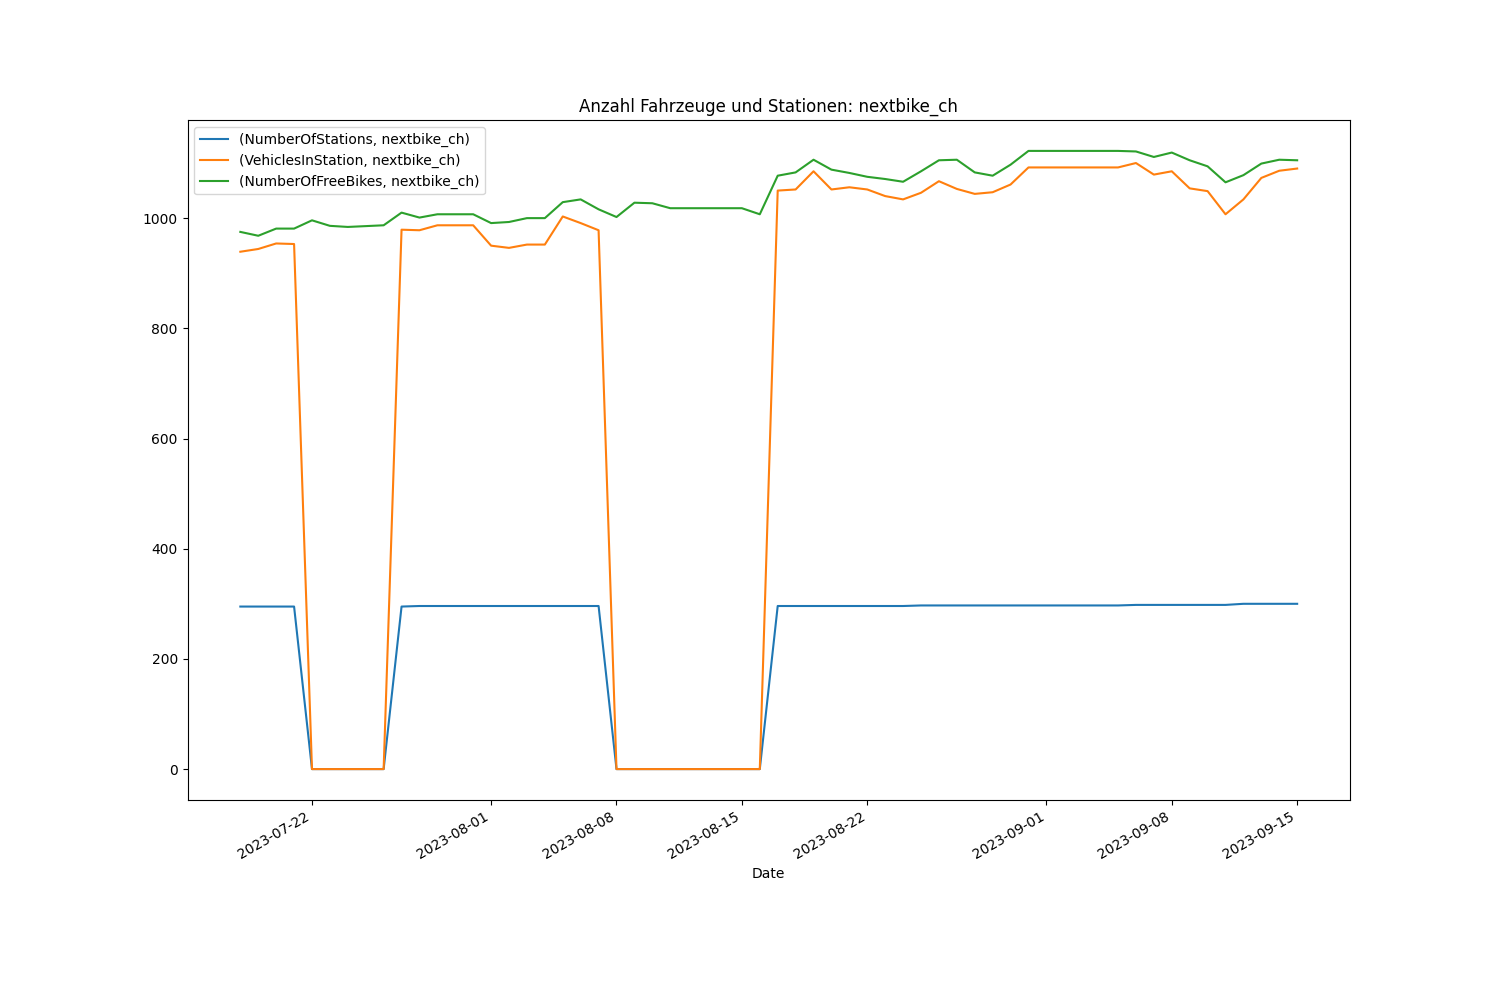 Anzahl Fahrzeuge und Stationen: nextbike_ch
(NumberOfStations, nextbike_ch)
(VehiclesInStation, nextbike_ch)
(NumberOfFreeBikes, nextbike_ch)
1000
800
600
400
200
0
2023-07-22
2023-08-01
2023-08-08
2023-08-15
2023-08-22
2023-09-01
2023-09-08
2023-09-15
Date